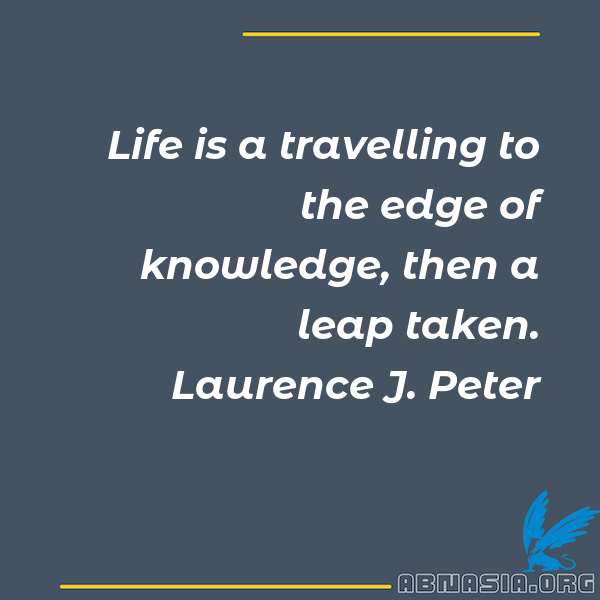 Life is a travelling to
the edge of
knowledge, then a
leap taken.
Laurence J. Peter
ABNASIA.ORG